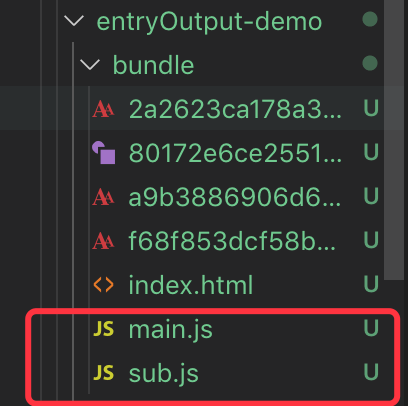 entryOutput-demo
bundle
2a2623ca178a3... U
80172e6ce2551... U
a9b3886906d6... U
f68f853dcf58b... U
index.html U
JS main.js U
JS sub.js U